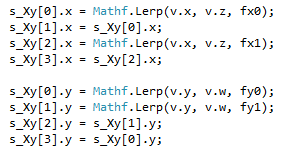 s_Xy[0].x = Mathf.Lerp(v.x, v.z, fx0);
s_Xy[1].x = s_Xy[0].x;
s_Xy[2].x = Mathf.Lerp(v.x, v.z, fx1);
s_Xy[3].x = s_Xy[2].x;

s_Xy[0].y = Mathf.Lerp(v.y, v.w, fy0);
s_Xy[1].y = Mathf.Lerp(v.y, v.w, fy1);
s_Xy[2].y = s_Xy[1].y;
s_Xy[3].y = s_Xy[0].y;